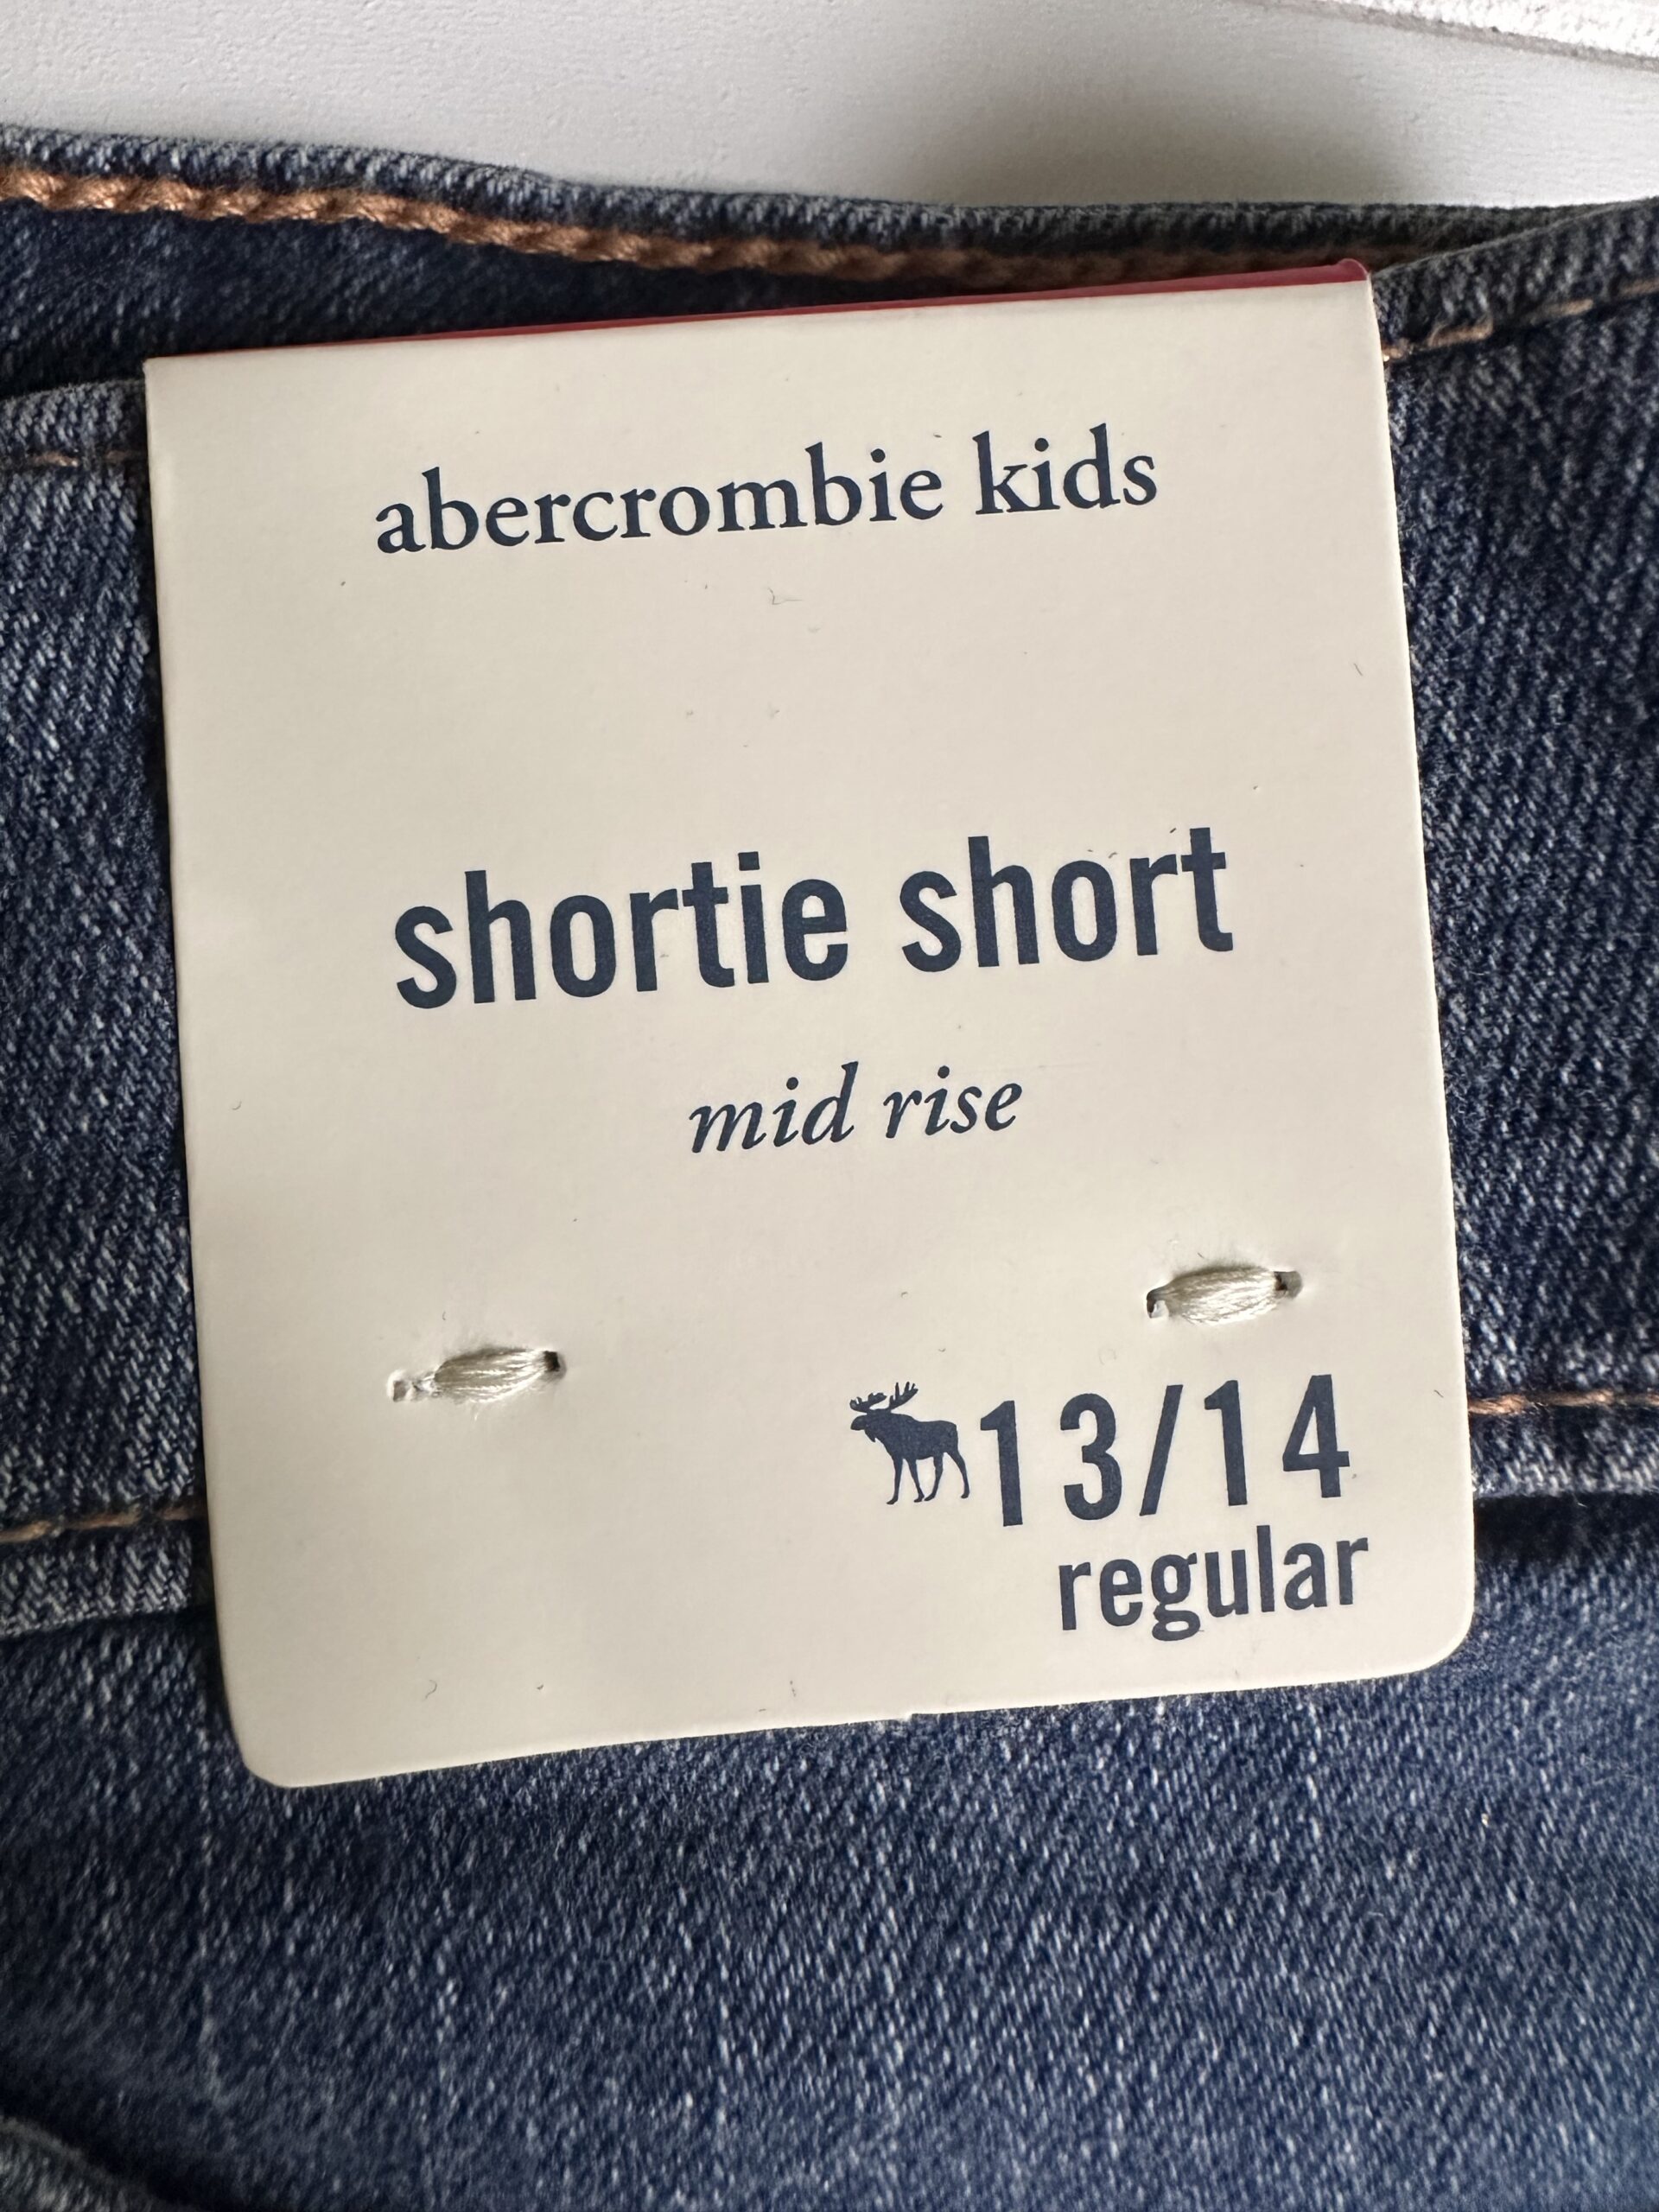 abercrombie kids
shortie short
mid rise
13/14
regular